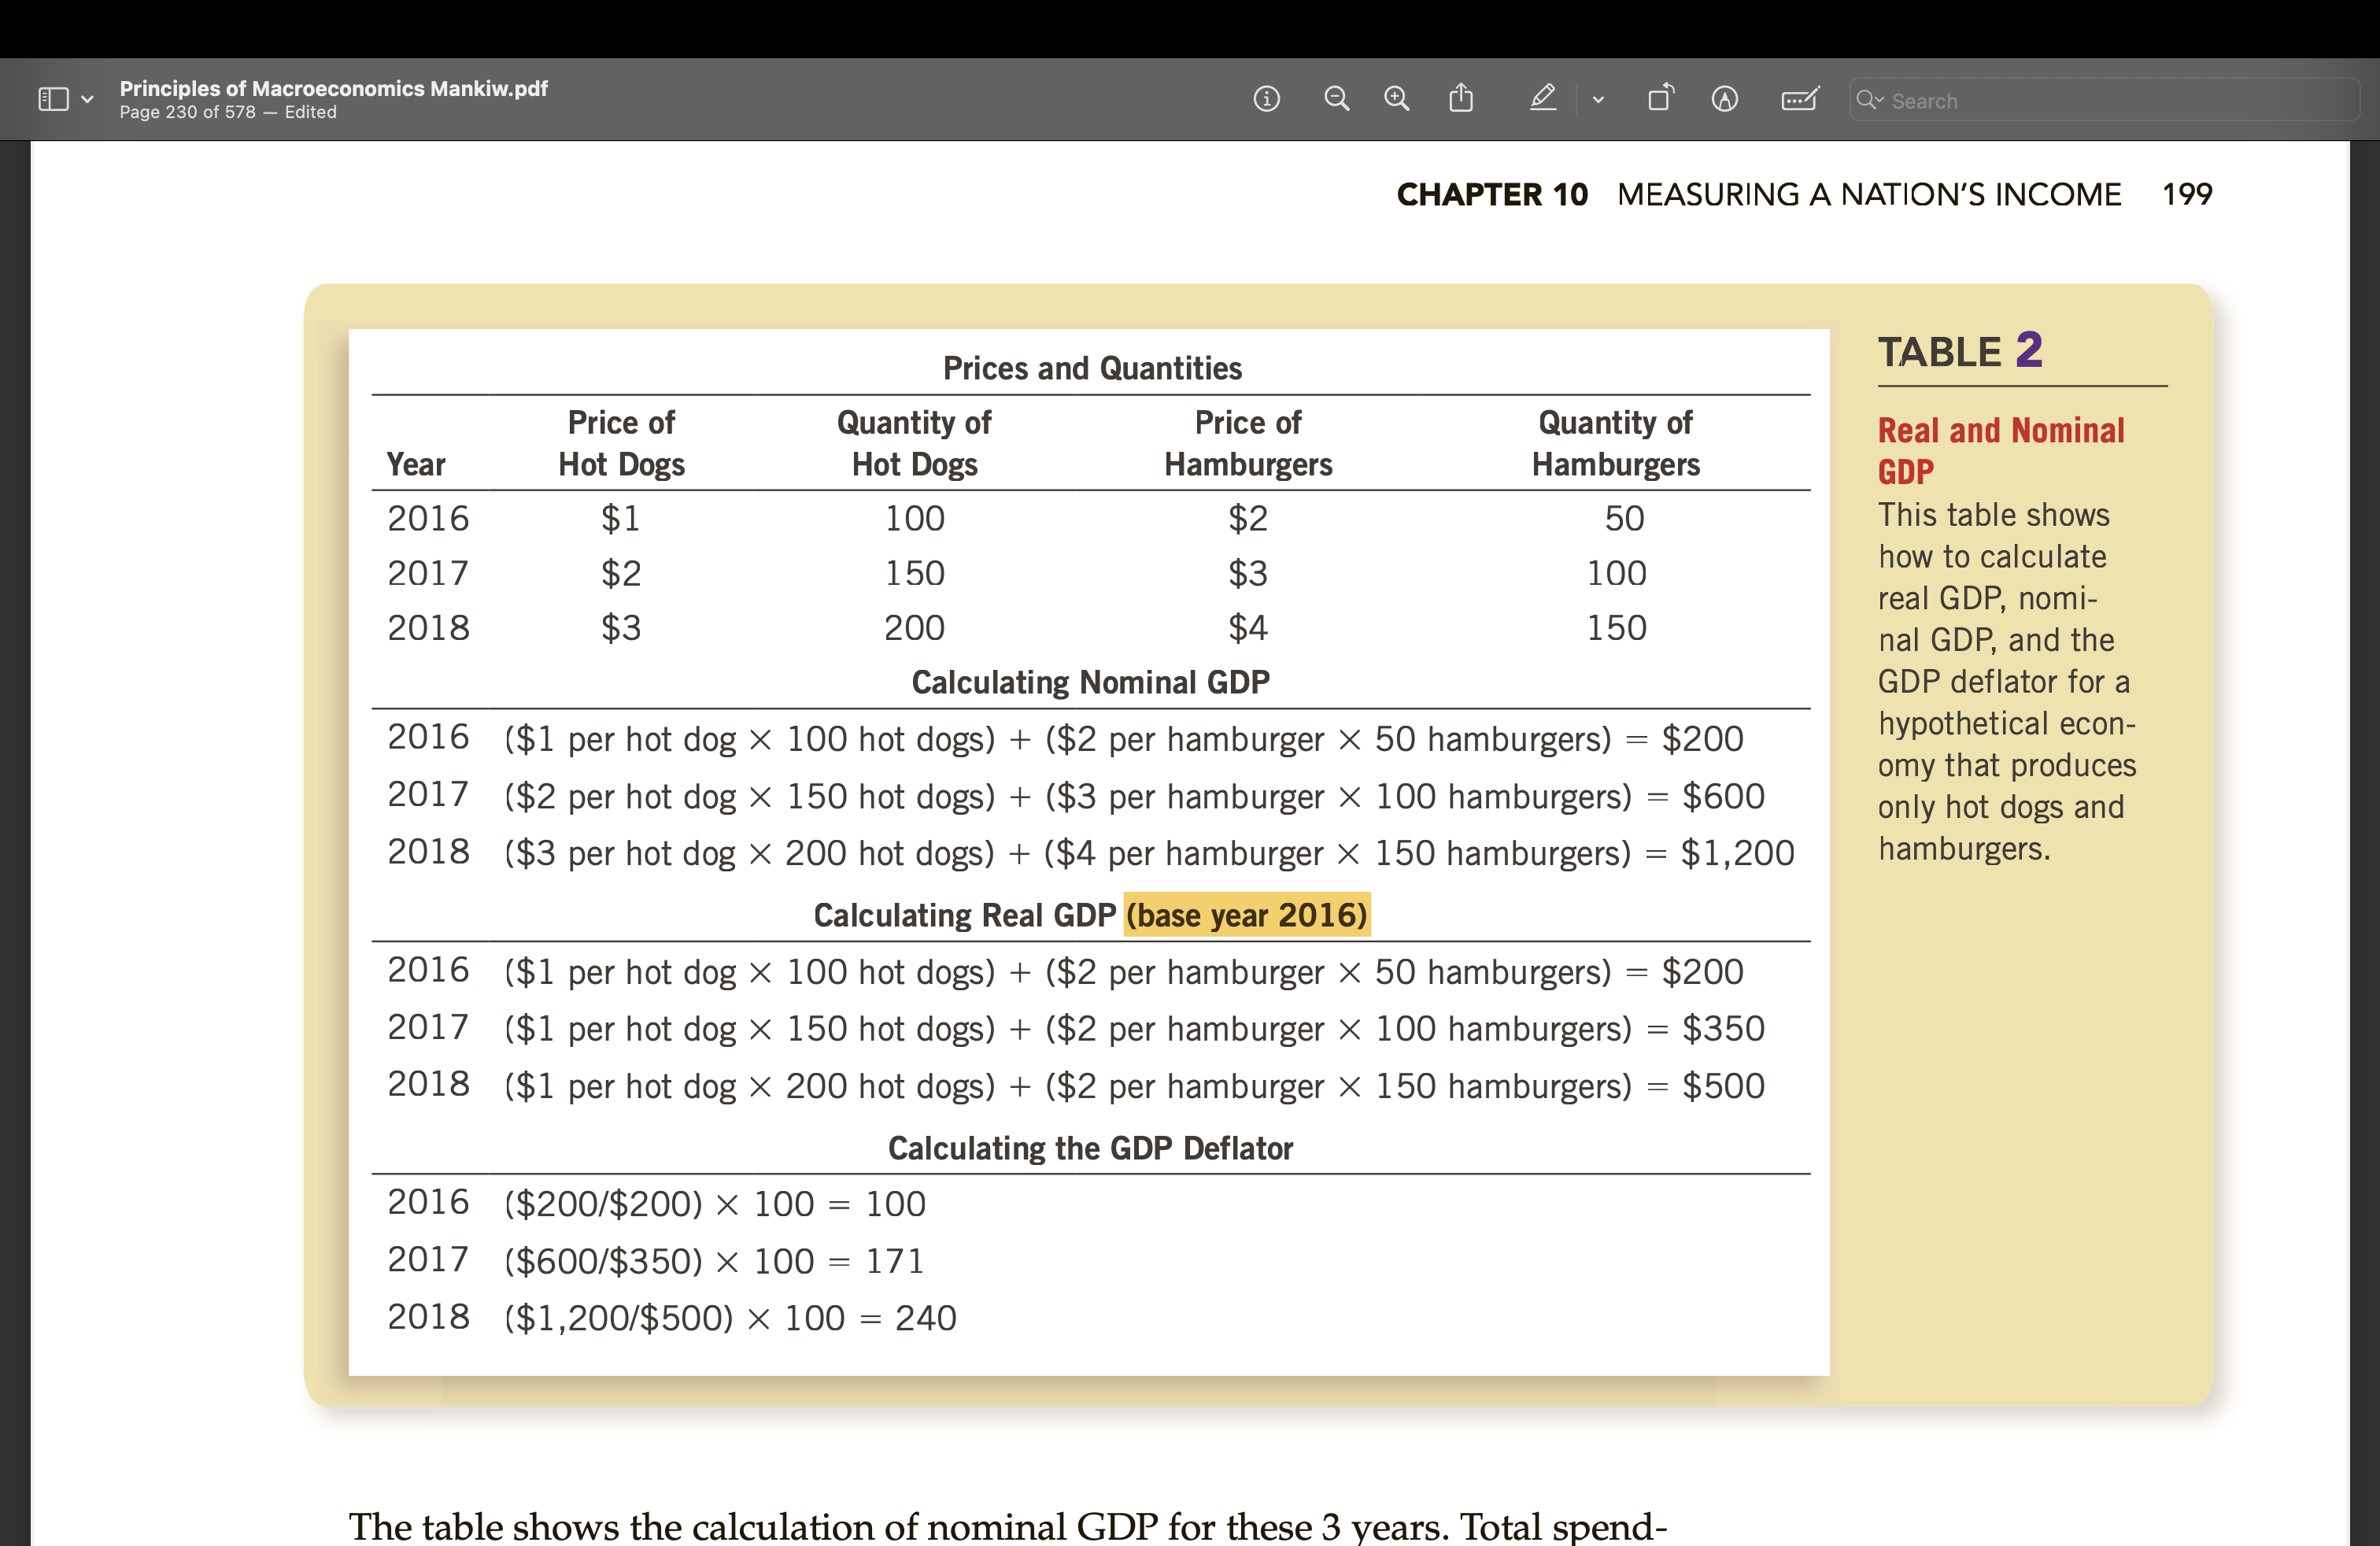 Principles of Macroeconomics Mankiw.pdf
Page 230 of 578 — Edited
Search
CHAPTER 10 MEASURING A NATION'S INCOME 199
Prices and Quantities
Year Price of Hot Dogs Quantity of Hot Dogs Price of Hamburgers Quantity of Hamburgers
2016 $1 100 $2 50
2017 $2 150 $3 100
2018 $3 200 $4 150
Calculating Nominal GDP
2016 ($1 per hot dog × 100 hot dogs) + ($2 per hamburger × 50 hamburgers) = $200
2017 ($2 per hot dog × 150 hot dogs) + ($3 per hamburger × 100 hamburgers) = $600
2018 ($3 per hot dog × 200 hot dogs) + ($4 per hamburger × 150 hamburgers) = $1,200
Calculating Real GDP (base year 2016)
2016 ($1 per hot dog × 100 hot dogs) + ($2 per hamburger × 50 hamburgers) = $200
2017 ($1 per hot dog × 150 hot dogs) + ($2 per hamburger × 100 hamburgers) = $350
2018 ($1 per hot dog × 200 hot dogs) + ($2 per hamburger × 150 hamburgers) = $500
Calculating the GDP Deflator
2016 ($200/$200) × 100 = 100
2017 ($600/$350) × 100 = 171
2018 ($1,200/$500) × 100 = 240
TABLE 2
Real and Nominal
GDP
This table shows
how to calculate
real GDP, nomi-
nal GDP, and the
GDP deflator for a
hypothetical econ-
omy that produces
only hot dogs and
hamburgers.
The table shows the calculation of nominal GDP for these 3 years. Total spend-